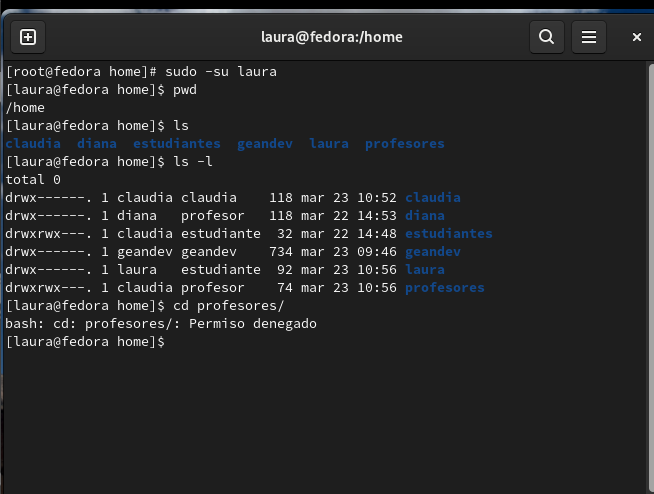 laura@fedora:/home
[root@fedora home]# sudo -su laura
[laura@fedora home]$ pwd
/home
[laura@fedora home]$ ls
claudia  diana  estudiantes  geandev  laura  profesores
[laura@fedora home]$ ls -l
total 0
drwx------. 1 claudia claudia    118 mar 23 10:52 claudia
drwx------. 1 diana   profesor   118 mar 22 14:53 diana
drwxrwx---. 1 claudia estudiante  32 mar 22 14:48 estudiantes
drwx------. 1 geandev geandev    734 mar 23 09:46 geandev
drwx------. 1 laura   estudiante  92 mar 23 10:56 laura
drwxrwx---. 1 claudia profesor    74 mar 23 10:56 profesores
[laura@fedora home]$ cd profesores/
bash: cd: profesores/: Permiso denegado
[laura@fedora home]$